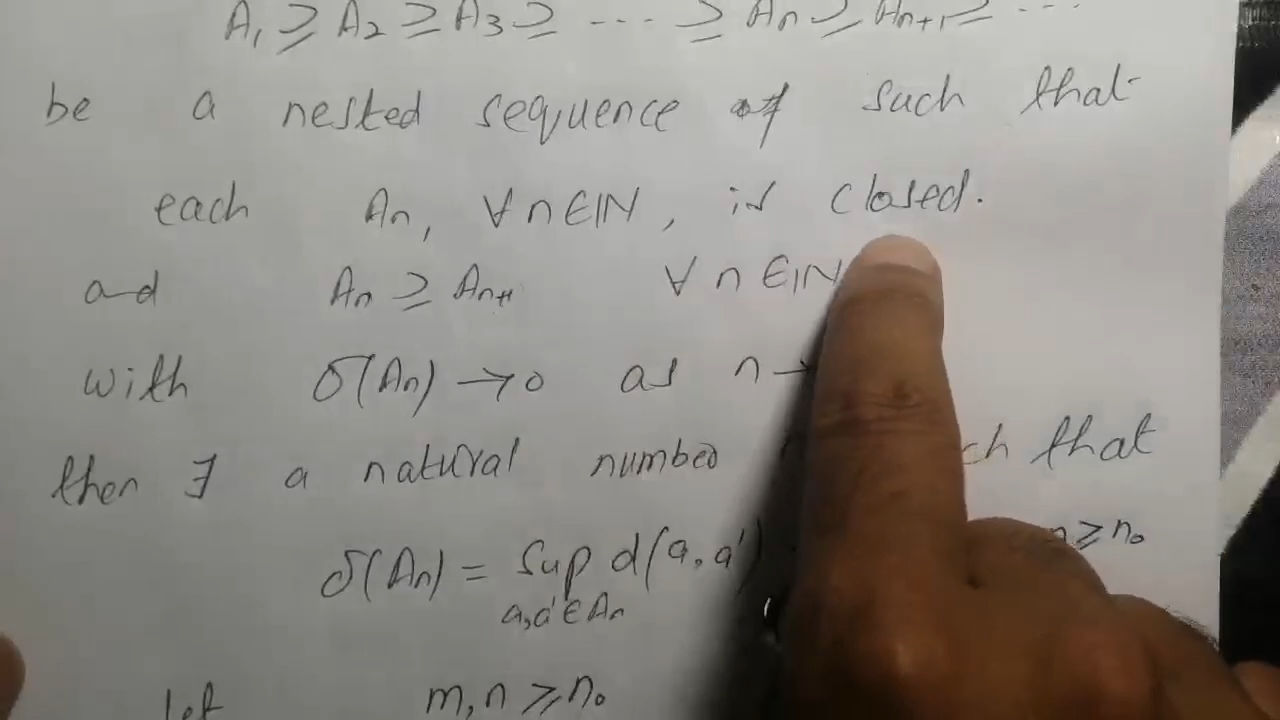 A₁ ⊇ A₂ ⊇ A₃ ⊇ ---- ⊇ Aₙ ⊇ Aₙ₊₁ ⊇ ...
be a nested sequence of such that
each Aₙ, ∀ n ∈ ℕ, is closed.
and Aₙ ⊇ Aₙ₊₁ ∀ n ∈ ℕ
with δ(Aₙ) → 0 as n →
then ∃ a natural number that
δ(Aₙ) = sup d(a, a') n ≥ n₀
a,a' ∈ Aₙ
let m, n ≥ n₀